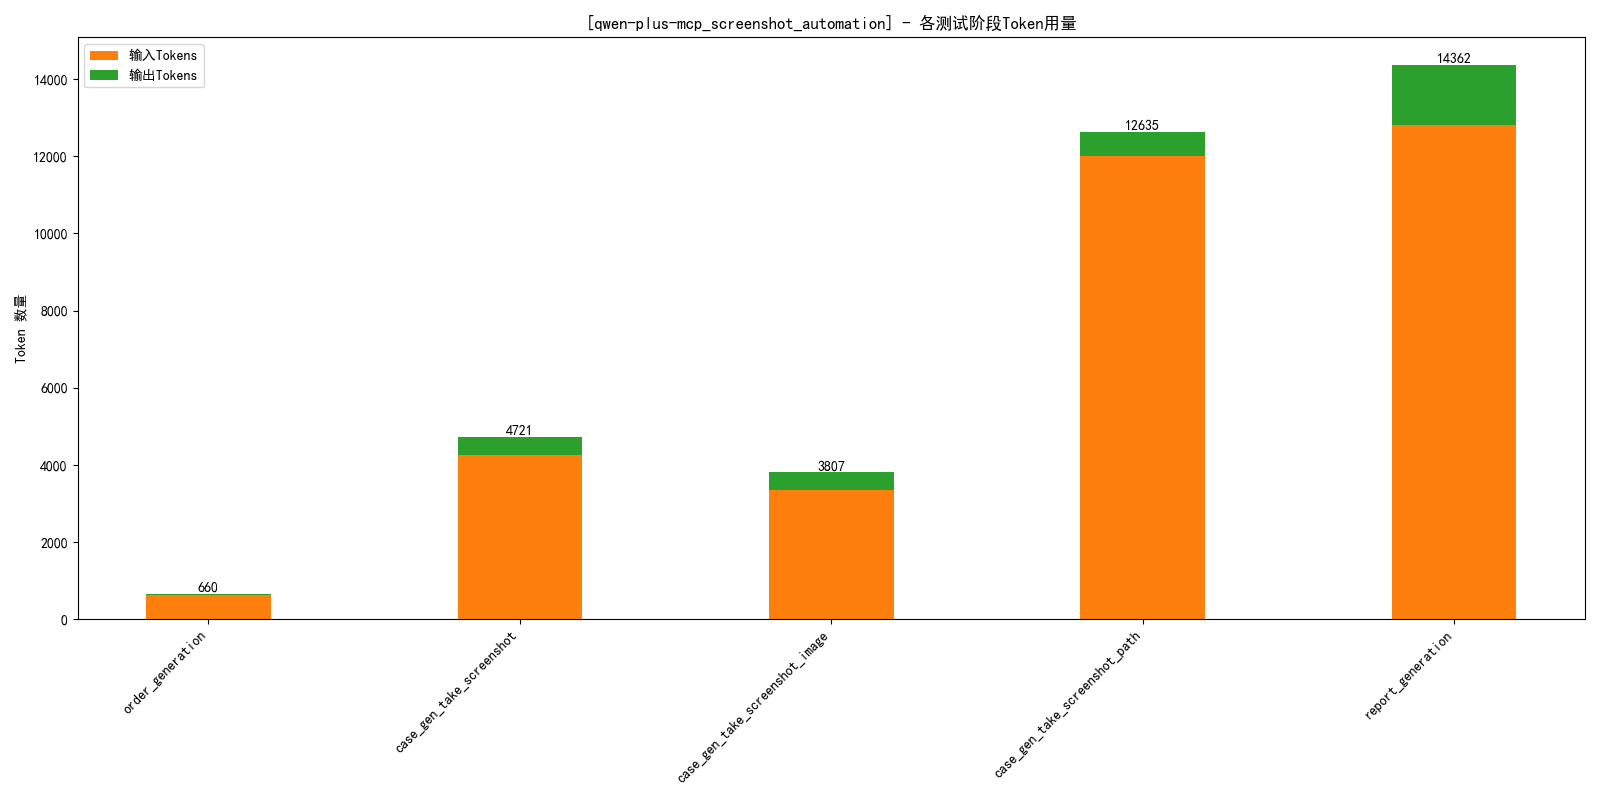 [qwen-plus-mcp_screenshot_automation] - 各测试阶段Token用量
输入Tokens
输出Tokens
Token 数量
14000
12000
10000
8000
6000
4000
2000
0
660
4721
3807
12635
14362
order_generation
case_gen_take_screenshot
case_gen_take_screenshot_image
case_gen_take_screenshot_path
report_generation